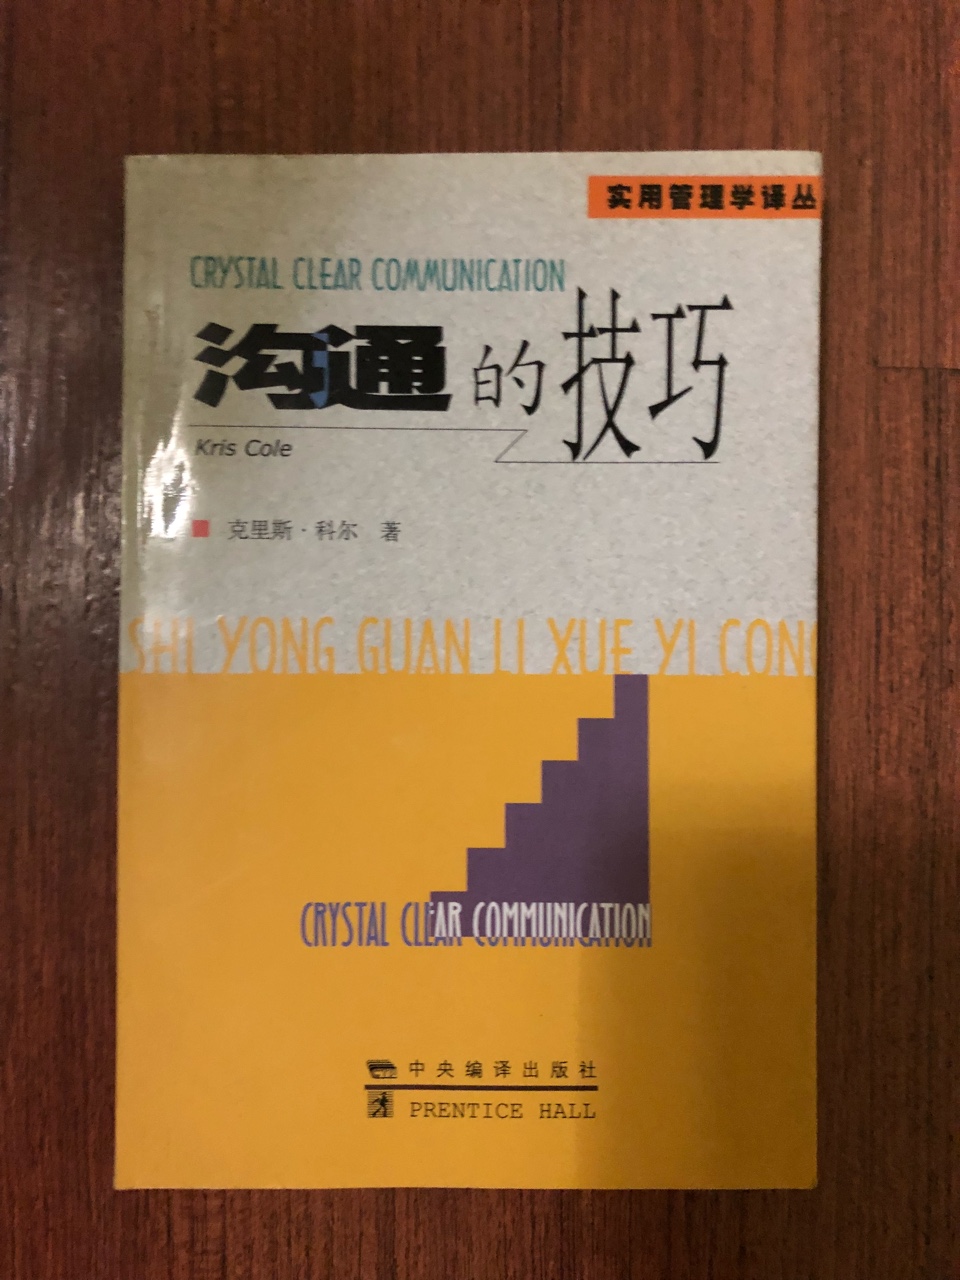 实用管理学译丛
CRYSTAL CLEAR COMMUNICATION
沟通的技巧
Kris Cole
克里斯·科尔 著
SHI YONG GUAN LI XUE YI CONG
CRYSTAL CLEAR COMMUNICATION
中央编译出版社
PRENTICE HALL